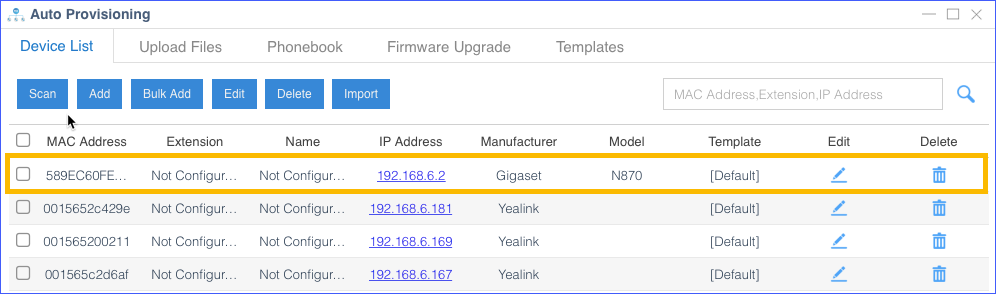 Auto Provisioning
Device List Upload Files Phonebook Firmware Upgrade Templates
Scan Add Bulk Add Edit Delete Import MAC Address,Extension,IP Address
MAC Address Extension Name IP Address Manufacturer Model Template Edit Delete
589EC60FE... Not Configur... Not Configur... 192.168.6.2 Gigaset N870 [Default]
0015652c429e Not Configur... Not Configur... 192.168.6.181 Yealink [Default]
001565200211 Not Configur... Not Configur... 192.168.6.169 Yealink [Default]
001565c2d6af Not Configur... Not Configur... 192.168.6.167 Yealink [Default]